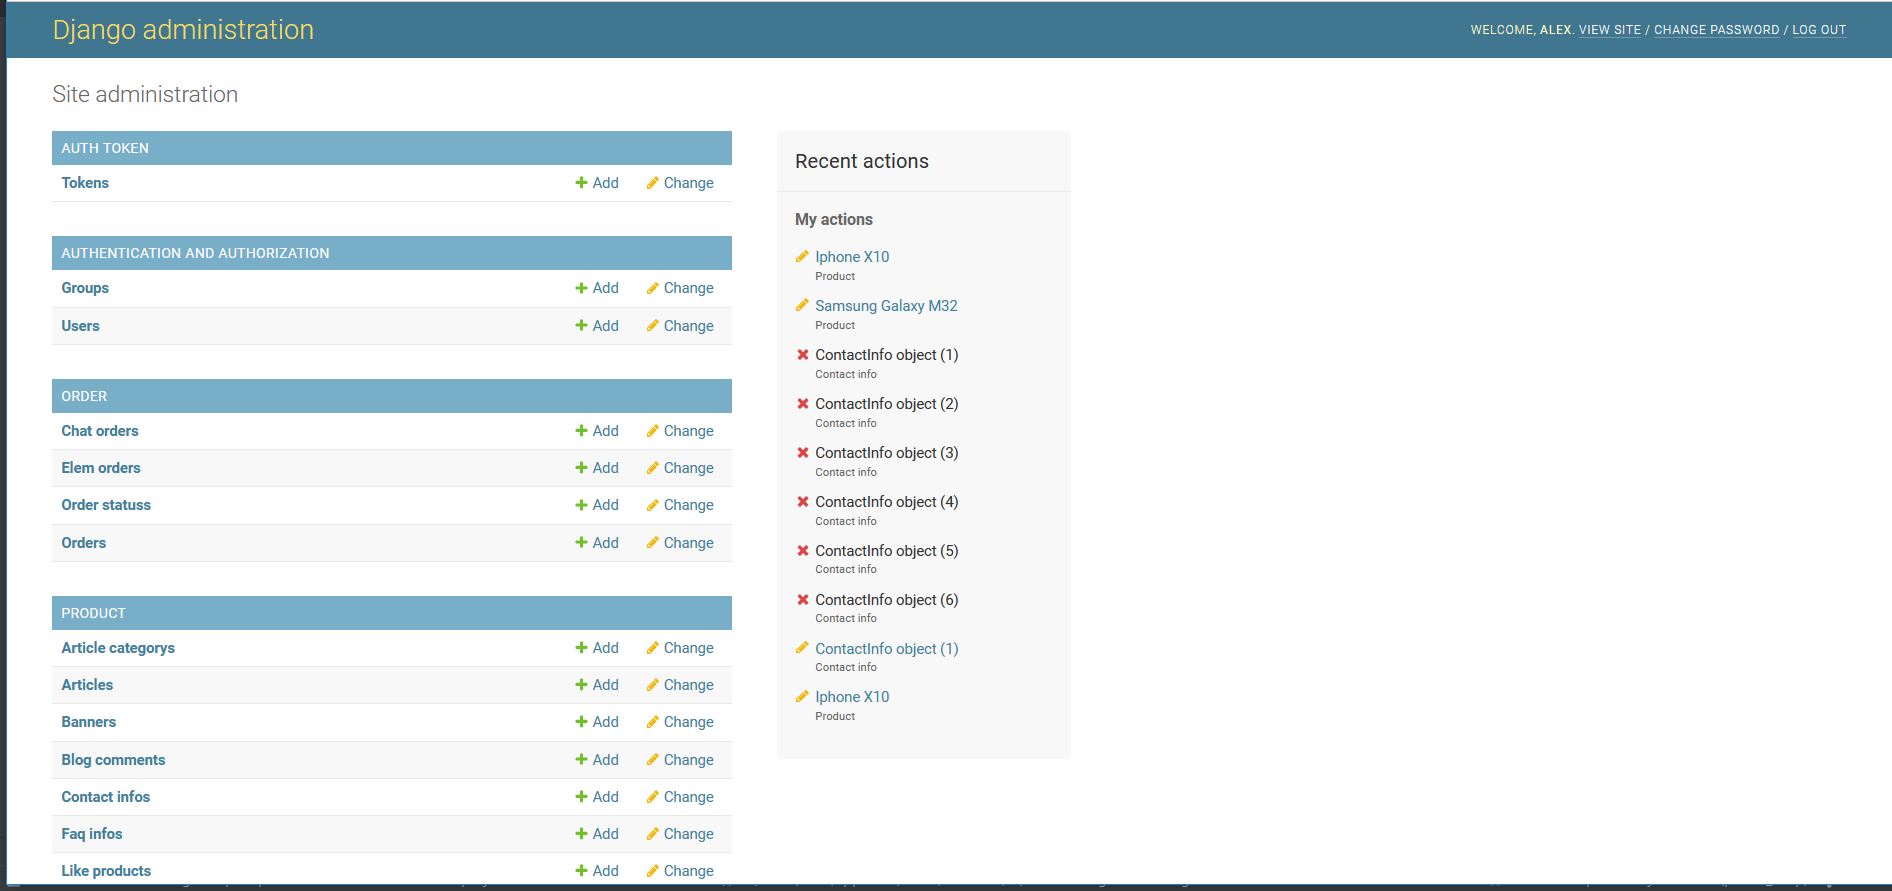 Django administration
WELCOME, ALEX. VIEW SITE / CHANGE PASSWORD / LOG OUT
Site administration
AUTH TOKEN
Tokens Add Change
AUTHENTICATION AND AUTHORIZATION
Groups Add Change
Users Add Change
ORDER
Chat orders Add Change
Elem orders Add Change
Order statuss Add Change
Orders Add Change
PRODUCT
Article categorys Add Change
Articles Add Change
Banners Add Change
Blog comments Add Change
Contact infos Add Change
Faq infos Add Change
Like products Add Change
Recent actions
My actions
Iphone X10
Product
Samsung Galaxy M32
Product
ContactInfo object (1)
Contact info
ContactInfo object (2)
Contact info
ContactInfo object (3)
Contact info
ContactInfo object (4)
Contact info
ContactInfo object (5)
Contact info
ContactInfo object (6)
Contact info
ContactInfo object (1)
Contact info
Iphone X10
Product